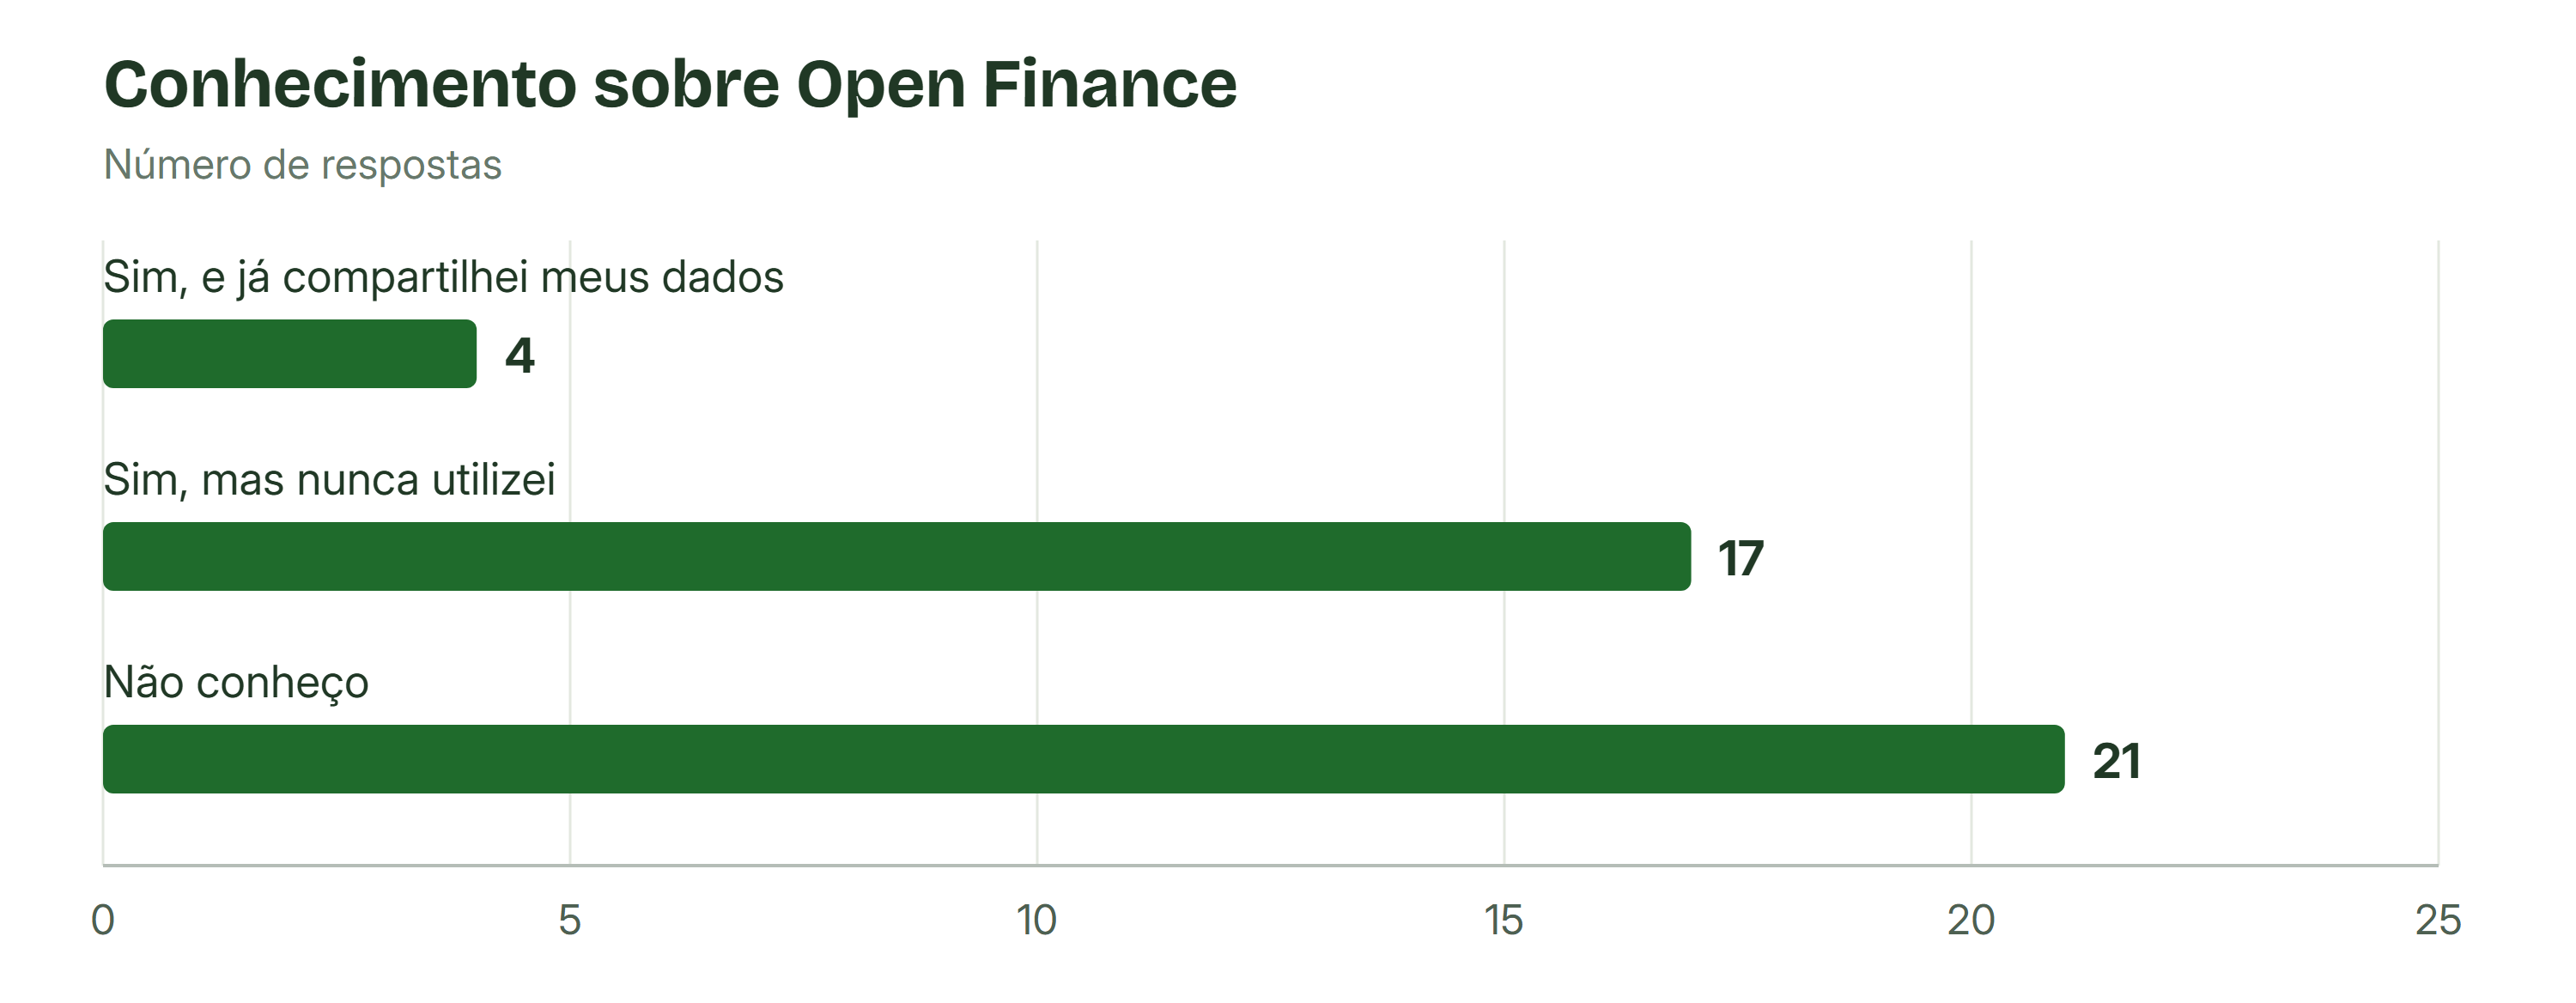 Conhecimento sobre Open Finance
Número de respostas
Sim, e já compartilhei meus dados
4
Sim, mas nunca utilizei
17
Não conheço
21
0 5 10 15 20 25